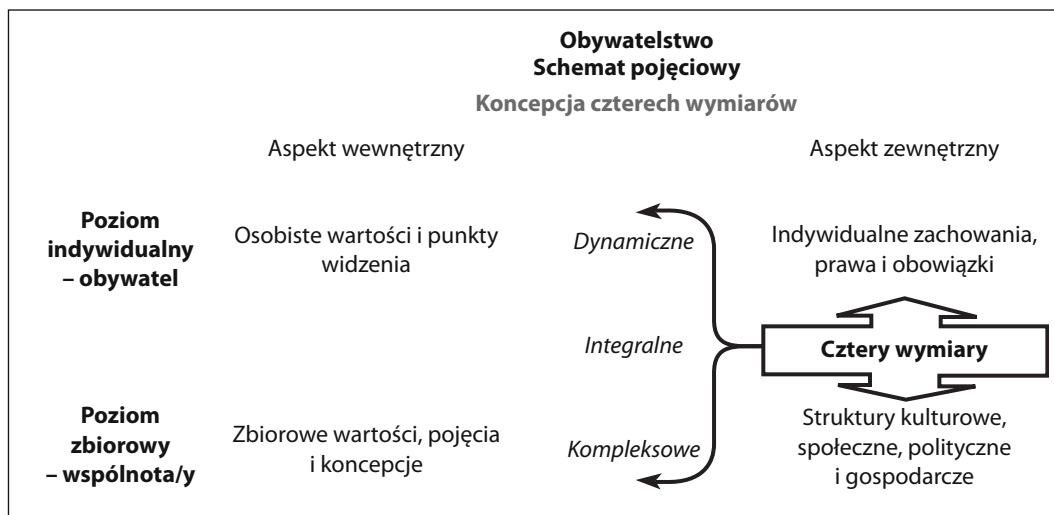 Obywatelstwo
Schemat pojęciowy
Koncepcja czterech wymiarów
Aspekt wewnętrzny
Aspekt zewnętrzny
Poziom
indywidualny
– obywatel
Osobiste wartości i punkty
widzenia
Dynamiczne
Indywidualne zachowania,
prawa i obowiązki
Integralne
Cztery wymiary
Poziom
zbiorowy
– wspólnota/y
Zbiorowe wartości, pojęcia
i koncepcje
Kompleksowe
Struktury kulturowe,
społeczne, polityczne
i gospodarcze